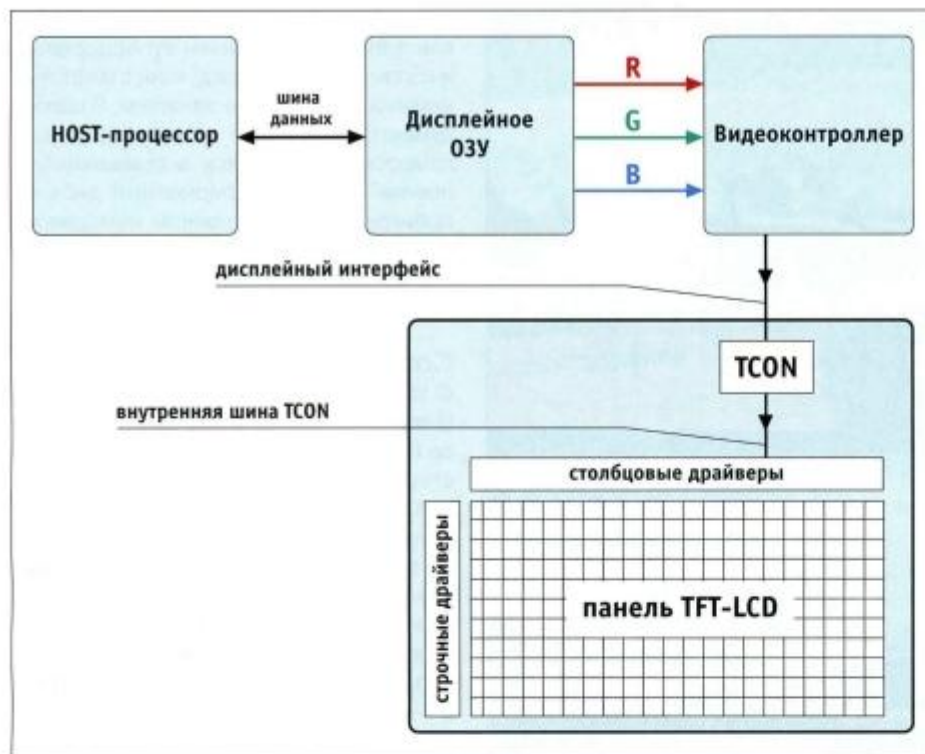 HOST-процессор
шина
данных
Дисплейное
ОЗУ
R
G
B
Видеоконтроллер
дисплейный интерфейс
TCON
внутренняя шина TCON
столбцовые драйверы
строчные драйверы
панель TFT-LCD